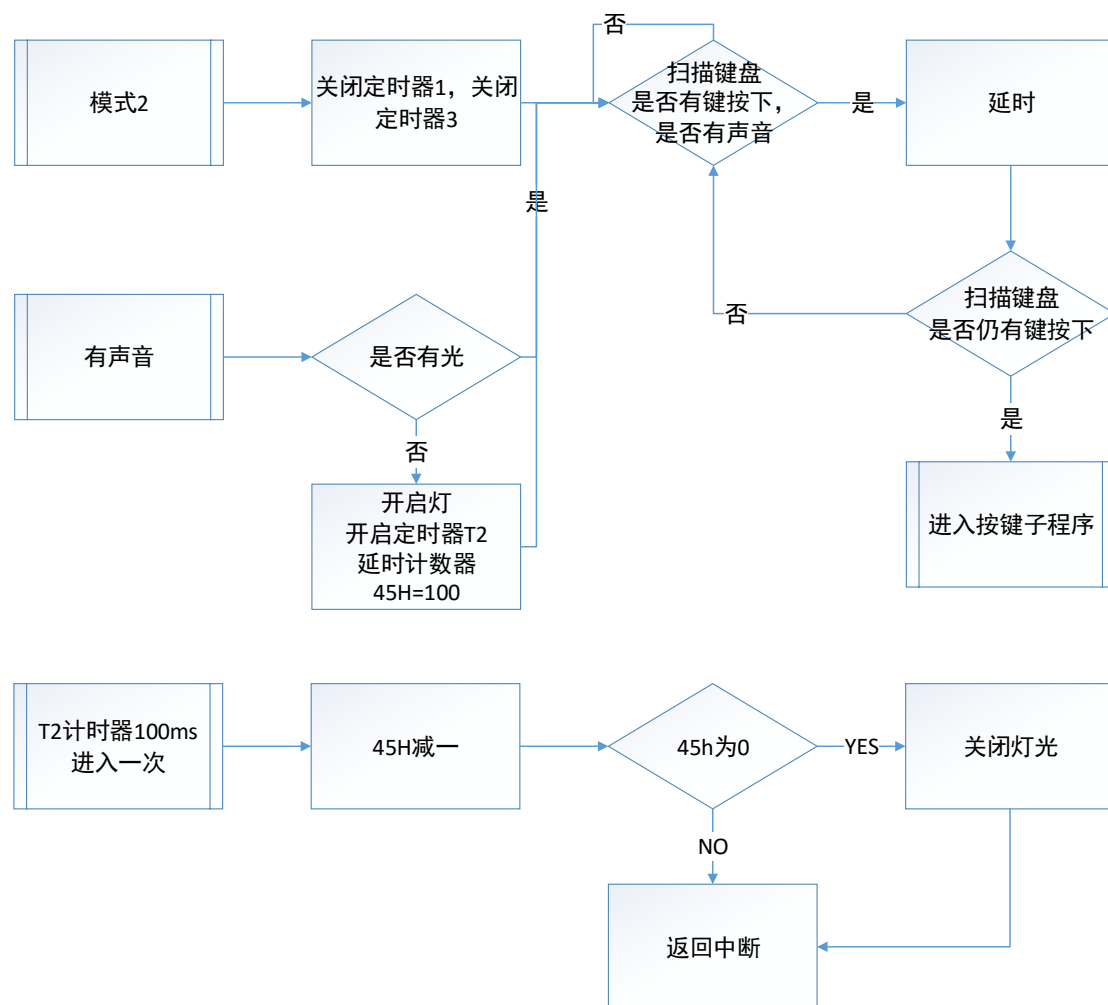 否
模式2
关闭定时器1，关闭
定时器3
扫描键盘
是否有键按下，
是否有声音
是
延时
是
有声音
是否有光
否
扫描键盘
是否仍有键按下
否
是
开启灯
开启定时器T2
延时计数器
45H=100
进入按键子程序
T2计时器100ms
进入一次
45H减一
45h为0
YES
关闭灯光
NO
返回中断